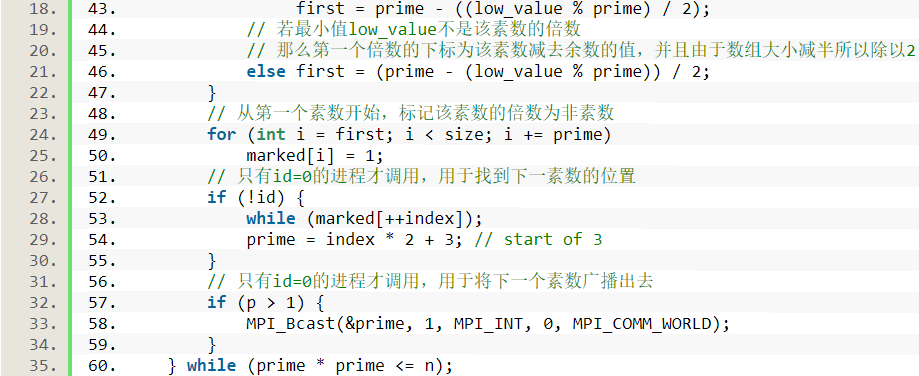 18. 43. first = prime - ((low_value % prime) / 2);
19. 44. // 若最小值low_value不是该素数的倍数
20. 45. // 那么第一个倍数的下标为该素数减去余数的值，并且由于数组大小减半所以除以2
21. 46. else first = (prime - (low_value % prime)) / 2;
22. 47. }
23. 48. // 从第一个素数开始，标记该素数的倍数为非素数
24. 49. for (int i = first; i < size; i += prime)
25. 50. marked[i] = 1;
26. 51. // 只有id=0的进程才调用，用于找到下一素数的位置
27. 52. if (!id) {
28. 53. while (marked[++index]);
29. 54. prime = index * 2 + 3; // start of 3
30. 55. }
31. 56. // 只有id=0的进程才调用，用于将下一个素数广播出去
32. 57. if (p > 1) {
33. 58. MPI_Bcast(&prime, 1, MPI_INT, 0, MPI_COMM_WORLD);
34. 59. }
35. 60. } while (prime * prime <= n);